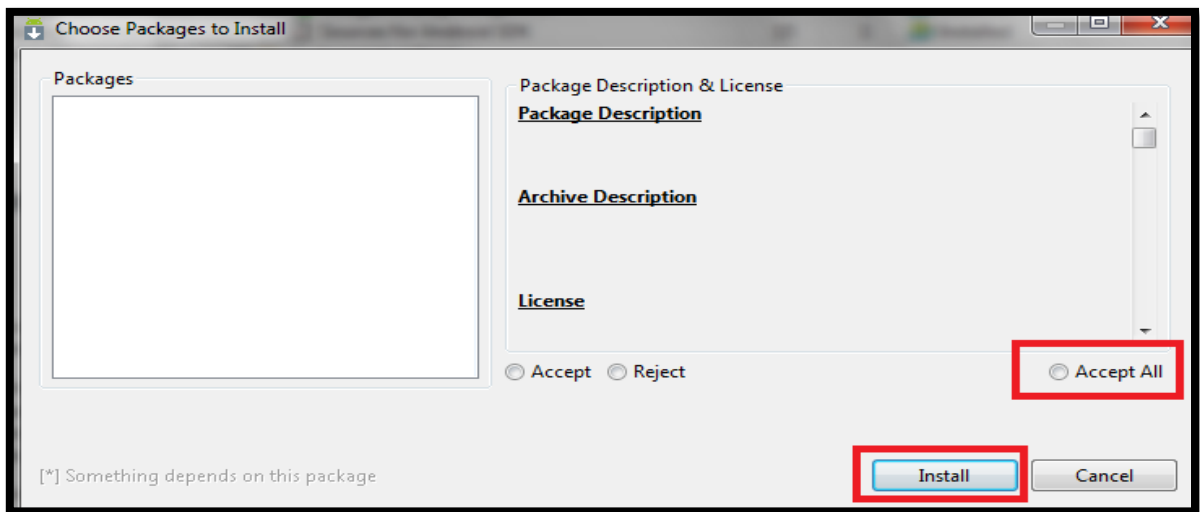 Choose Packages to Install
Packages
Package Description & License
Package Description
Archive Description
License
Accept Reject Accept All
[*] Something depends on this package
Install Cancel